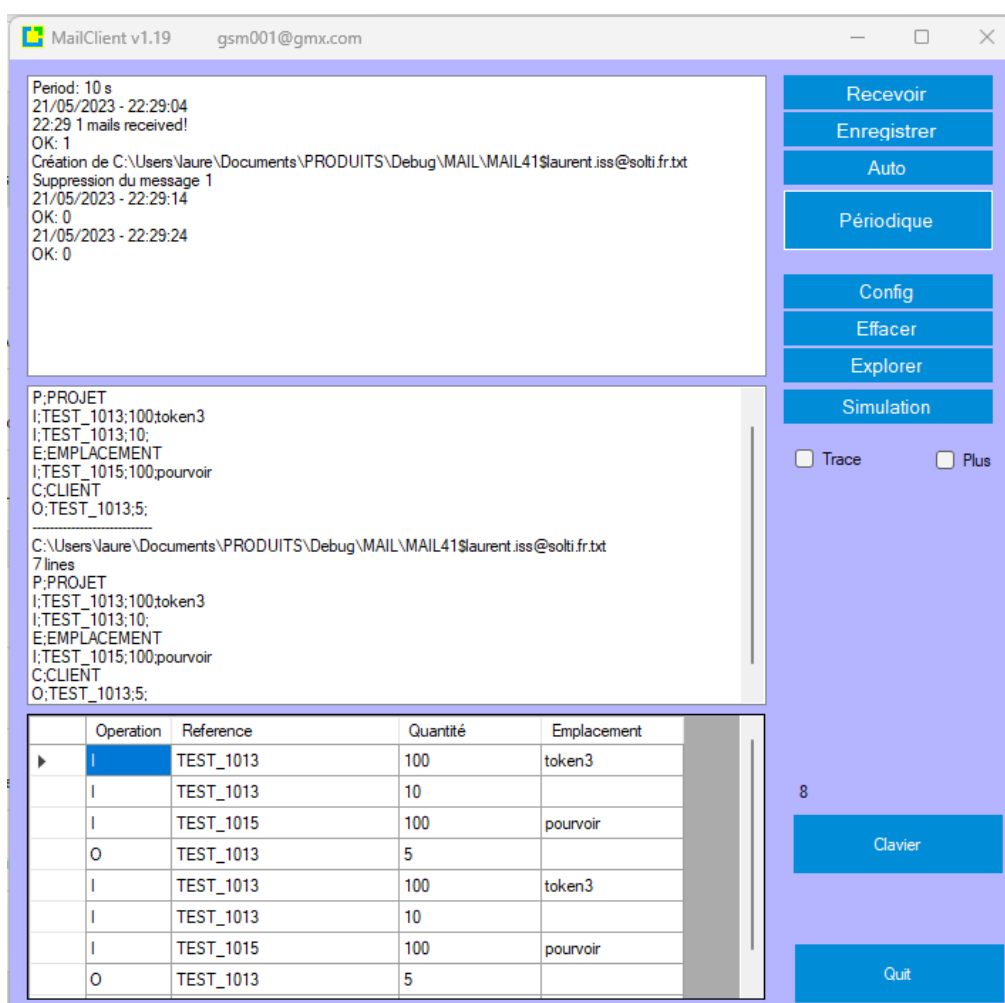 MailClient v1.19 gsm001@gmx.com
Period: 10 s
21/05/2023 - 22:29:04
22:29 1 mails received!
OK: 1
Création de C:\Users\laure\Documents\PRODUITS\Debug\MAIL\MAIL41$laurent.iss@solti.fr.txt
Suppression du message 1
21/05/2023 - 22:29:14
OK: 0
21/05/2023 - 22:29:24
OK: 0
P;PROJET
I;TEST_1013;100;token3
I;TEST_1013;10;
E;EMPLACEMENT
I;TEST_1015;100;pourvoir
C;CLIENT
O;TEST_1013;5;
------------------------------
C:\Users\laure\Documents\PRODUITS\Debug\MAIL\MAIL41$laurent.iss@solti.fr.txt
7 lines
P;PROJET
I;TEST_1013;100;token3
I;TEST_1013;10;
E;EMPLACEMENT
I;TEST_1015;100;pourvoir
C;CLIENT
O;TEST_1013;5;
Operation Reference Quantité Emplacement
I TEST_1013 100 token3
I TEST_1013 10
I TEST_1015 100 pourvoir
O TEST_1013 5
I TEST_1013 100 token3
I TEST_1013 10
I TEST_1015 100 pourvoir
O TEST_1013 5
Recevoir
Enregistrer
Auto
Périodique
Config
Effacer
Explorer
Simulation
Trace Plus
8
Clavier
Quit